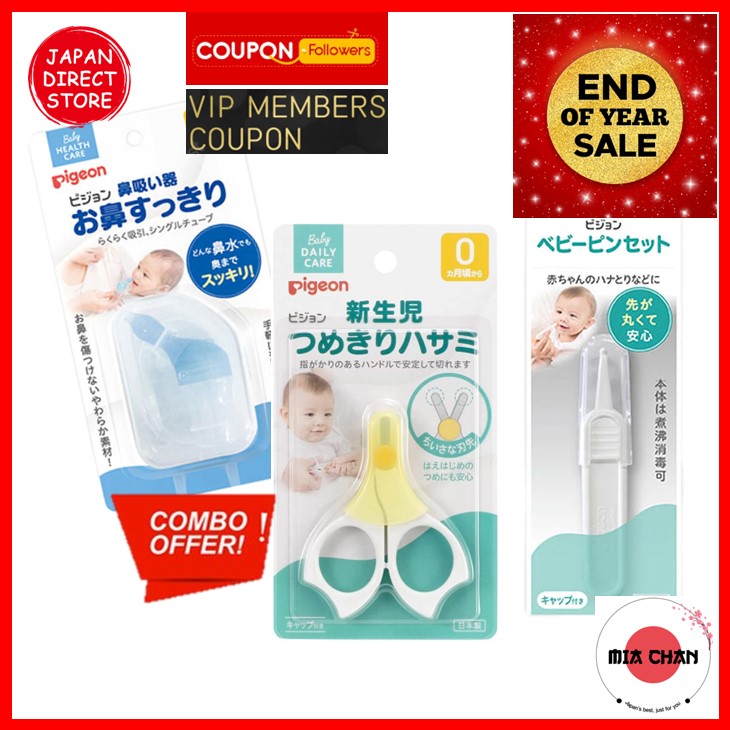 JAPAN
DIRECT
STORE
COUPON Followers
VIP MEMBERS
COUPON
END
OF YEAR
SALE
Baby
HEALTH
CARE
Pigeon
ピジョン 鼻吸い器
お鼻すっきり
らくらく吸引、シングルチューブ
どんな鼻水でも
奥まで
スッキリ!
お鼻を傷つけないやわらか素材!
手軽に
COMBO
OFFER!
Baby
DAILY
CARE
0
カ月頃から
Pigeon
ピジョン 新生児
つめきりハサミ
指がかりのあるハンドルで安定して切れます
ちいさな刃先
はえはじめの
つめにも安心
キャップ付き
日本製
ピジョン
ベビーピンセット
赤ちゃんのハナとりなどに
先が
丸くて
安心
本体は煮沸消毒可
キャップ付き
MIA CHAN
Japan's best, just for you